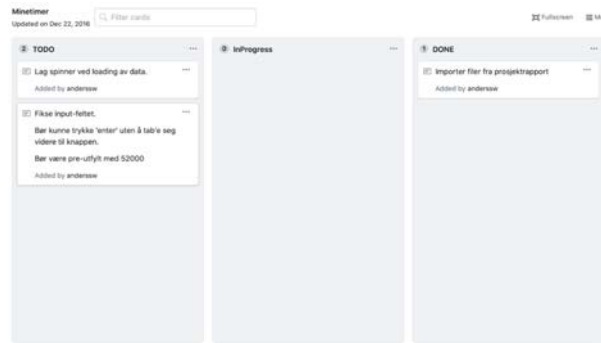 Minetimer
Updated on Dec 22, 2016
Filter cards
Fullscreen
2 TODO
Lag spinner ved loading av data.
Added by anderssw
Fikse input-feltet.
Bør kunne trykke 'enter' uten å tab'e seg
videre til knappen.
Bør være pre-utfylt med 52000
Added by anderssw
0 InProgress
1 DONE
Importer filer fra prosjektrapport
Added by anderssw